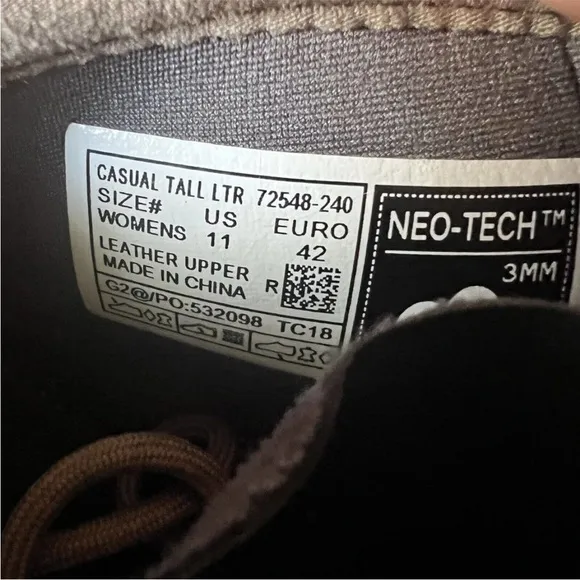 CASUAL TALL LTR 72548-240
SIZE# US EURO
WOMENS 11 42
LEATHER UPPER R
MADE IN CHINA
G2@/PO:532098 TC18
NEO-TECH™
3MM